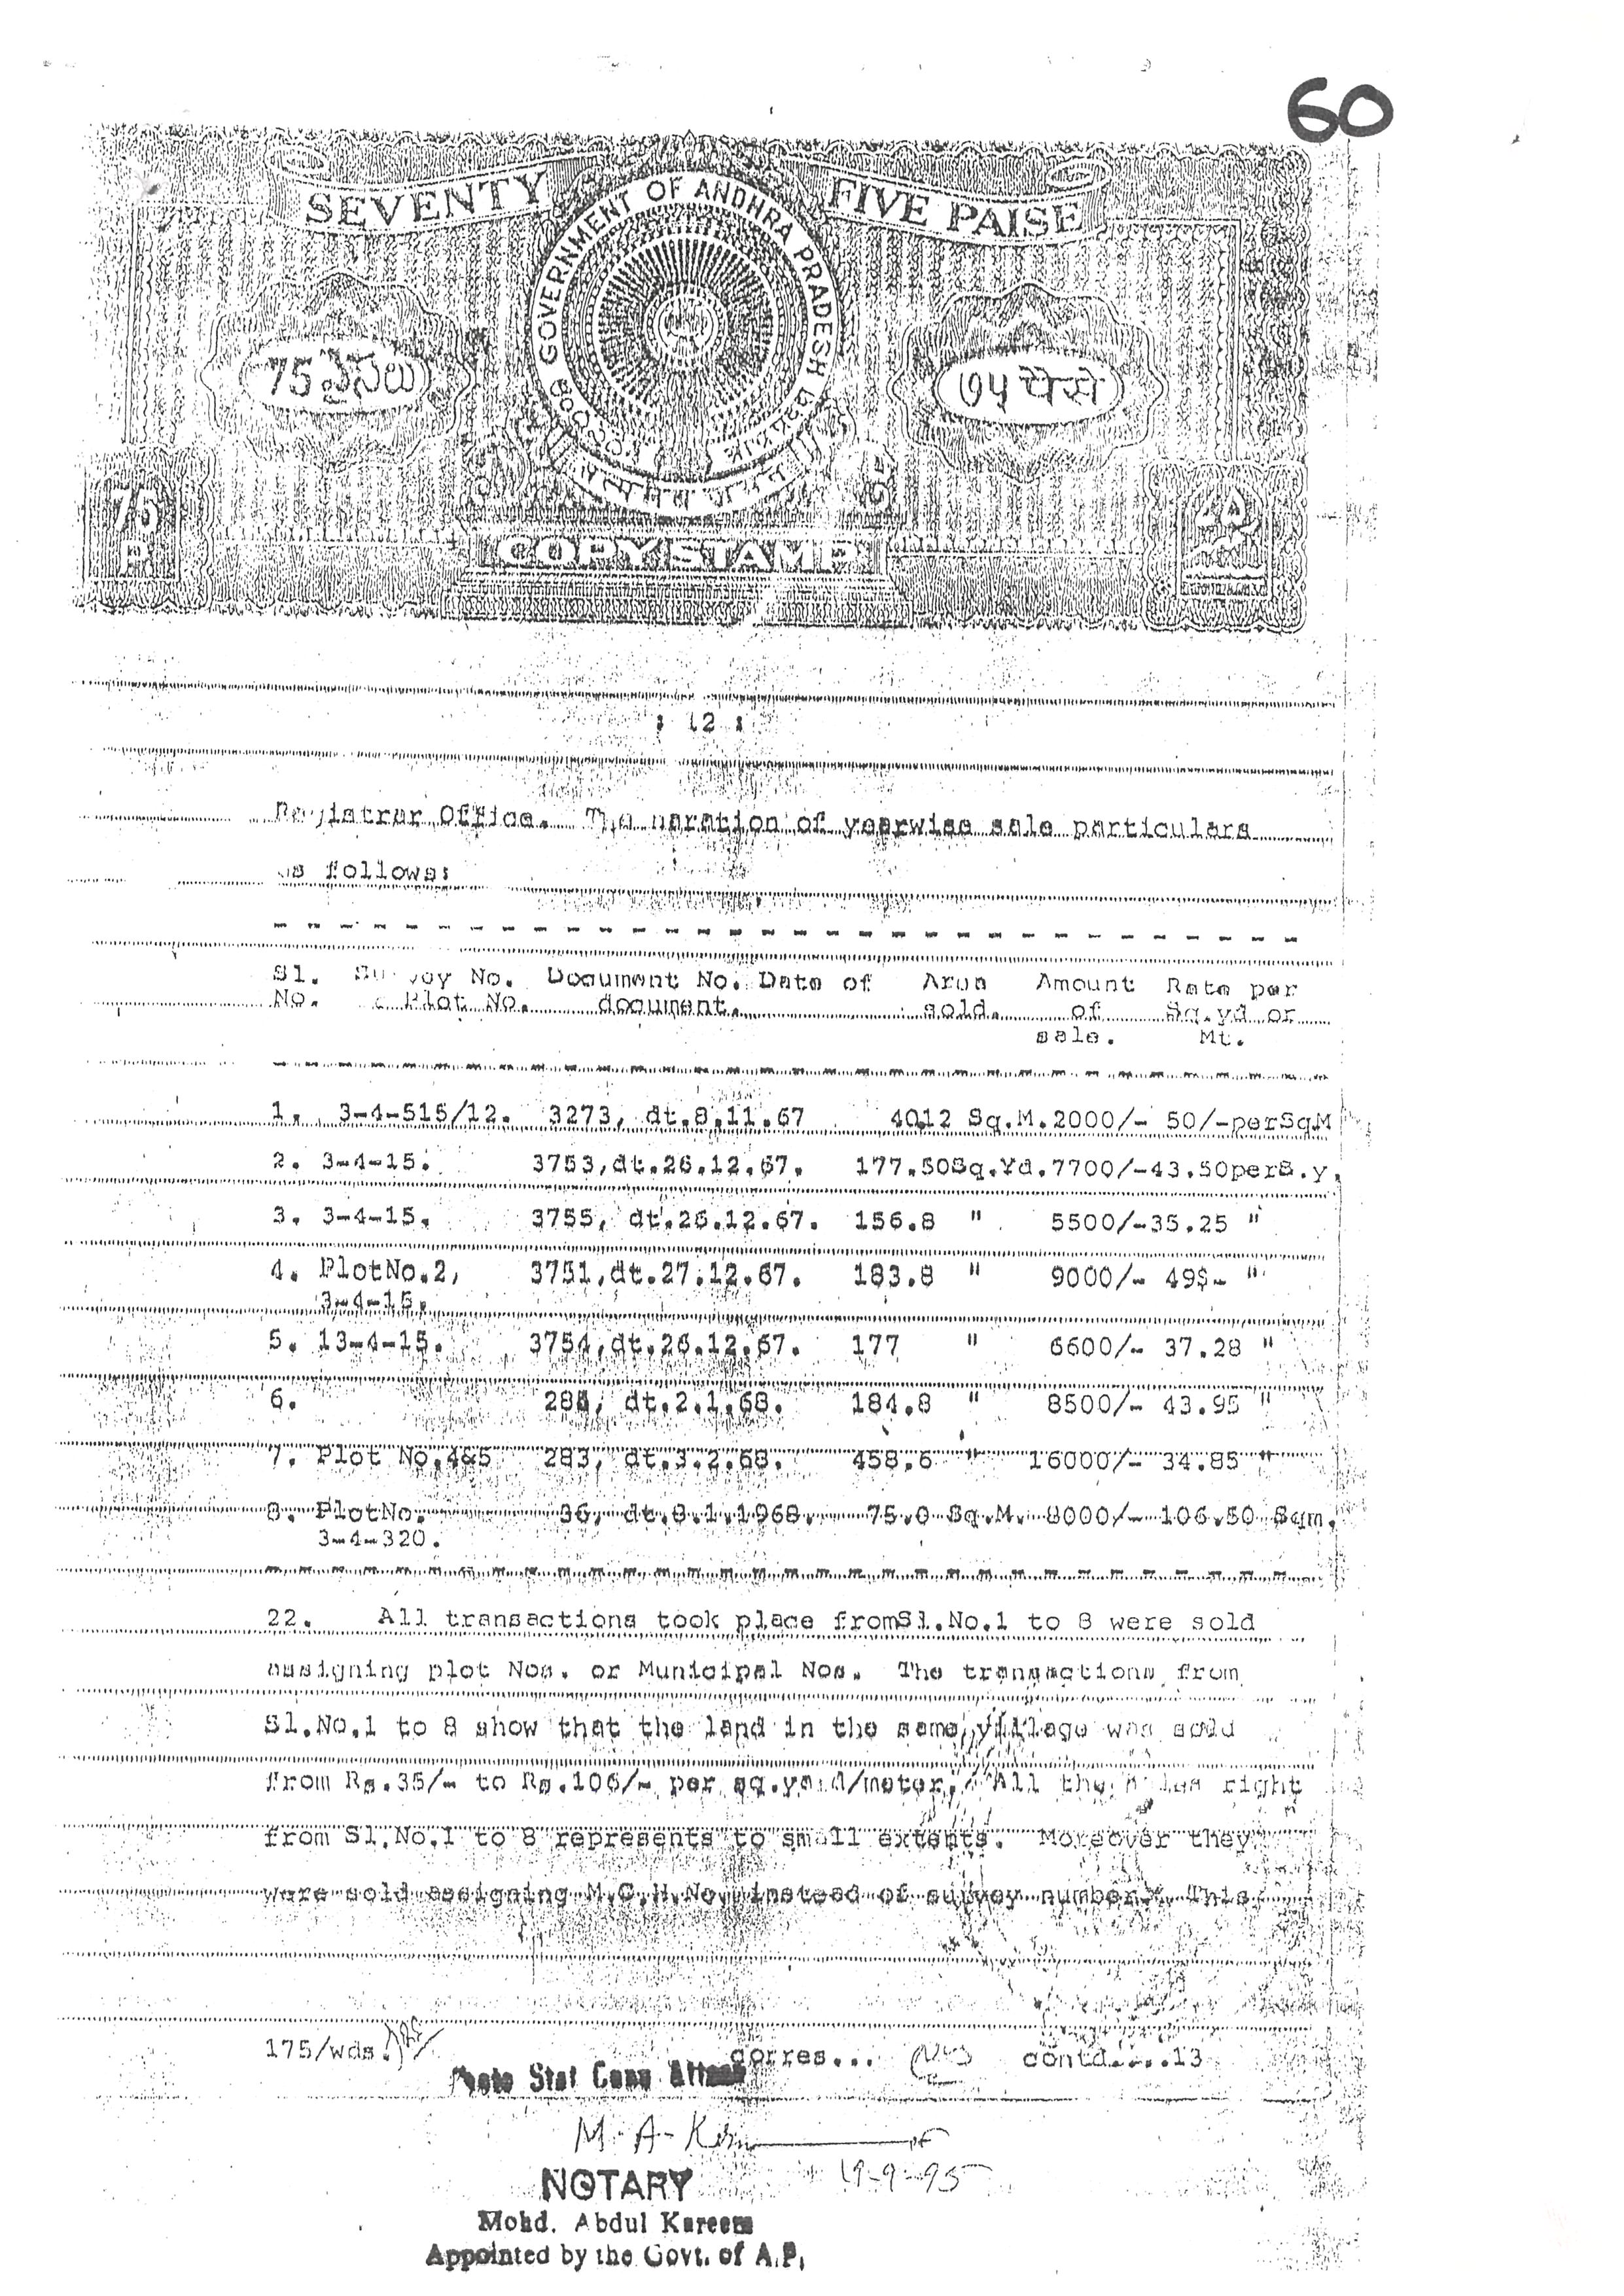 60
SEVENTY FIVE PAISE
GOVERNMENT OF ANDHRA PRADESH
75 పైసలు
७५ पैसे
75
P.
COPY STAMP
: 12 :
Registrar Office. The naration of yearwise sale particulars
as follows:
Sl. Survey No. Document No. Date of Area Amount Rate per
No. & Plot No. document. sold. of Sq.yd or
sale. Mt.
1. 3-4-515/12. 3273, dt.8.11.67 40.12 Sq.M. 2000/- 50/-perSqM
2. 3-4-15. 3753,dt.26.12.67. 177.50Sq.Yd.7700/-43.50perS.y.
3. 3-4-15. 3755, dt.26.12.67. 156.8 " 5500/-35.25 "
4. PlotNo.2, 3751,dt.27.12.67. 183.8 " 9000/- 49$- "
3-4-15.
5. 13-4-15. 3754,dt.26.12.67. 177 " 6600/- 37.28 "
6. dt.2.1.68. 184.8 " 8500/- 43.95 "
7. Plot No.4&5 283, dt.3.2.68. 458.6 " 16000/- 34.85 "
8. PlotNo. 36, dt.8.1.1968. 75.0 Sq.M. 8000/- 106.50 Sqm.
3-4-320.
22. All transactions took place fromSl.No.1 to 8 were sold
assigning plot Nos. or Municipal Nos. The transactions from
Sl.No.1 to 8 show that the land in the same village was sold
from Rs.35/- to Rs.106/- per sq.yard/meter. All the right
from Sl.No.1 to 8 represents to small extents. Moreover they
were sold assigning M.C.H.No. instead of survey number. This
175/wds. corres... contd.....13
Photo Stat Copy Attested
M. A. Kareem
19-9-95
NOTARY
Mohd. Abdul Kareem
Appointed by the Govt. of A.P.